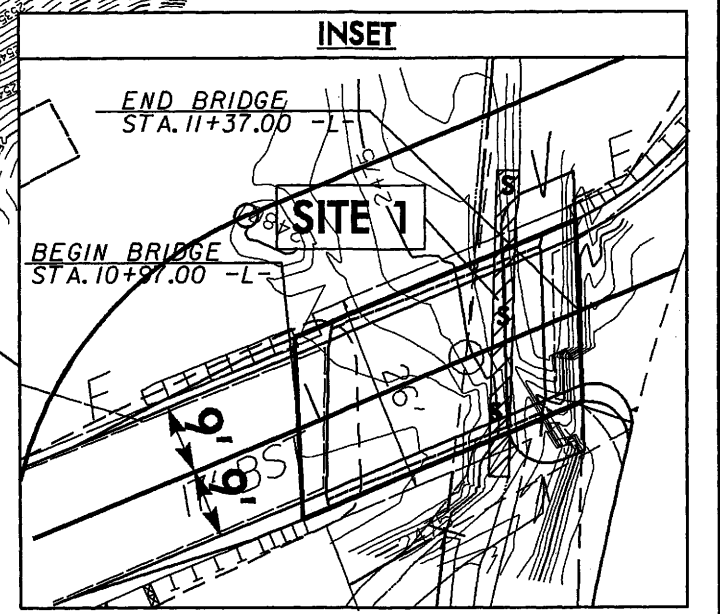 INSET
END BRIDGE
STA. 11+37.00 -L-
SITE 1
BEGIN BRIDGE
STA. 10+97.00 -L-
S
S
S
F
F
26'
9'
9'